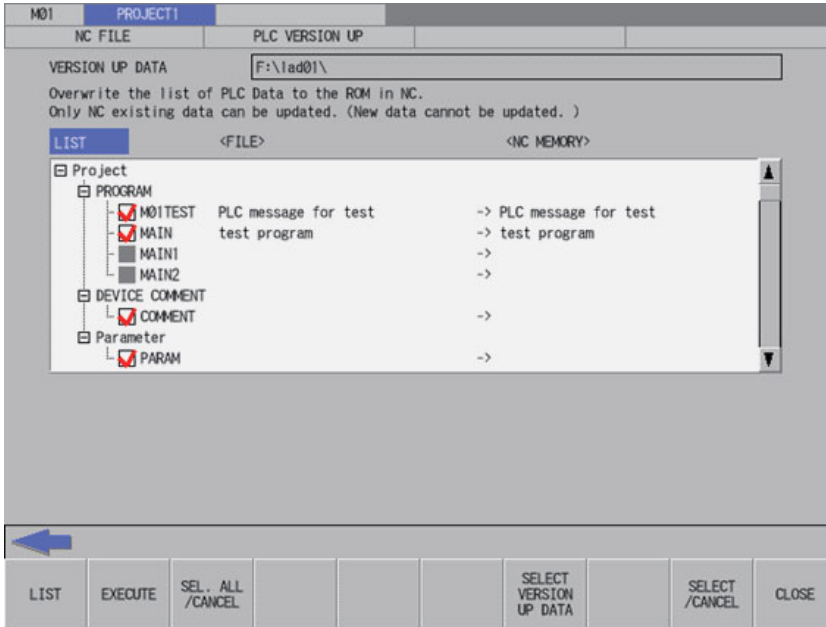 MØ1 PROJECT1
NC FILE PLC VERSION UP
VERSION UP DATA F:\ladØ1\
Overwrite the list of PLC Data to the ROM in NC.
Only NC existing data can be updated. (New data cannot be updated. )
LIST <FILE> <NC MEMORY>
Project
PROGRAM
MØ1TEST PLC message for test -> PLC message for test
MAIN test program -> test program
MAIN1 ->
MAIN2 ->
DEVICE COMMENT
COMMENT ->
Parameter
PARAM ->
LIST EXECUTE SEL. ALL /CANCEL SELECT VERSION UP DATA SELECT /CANCEL CLOSE